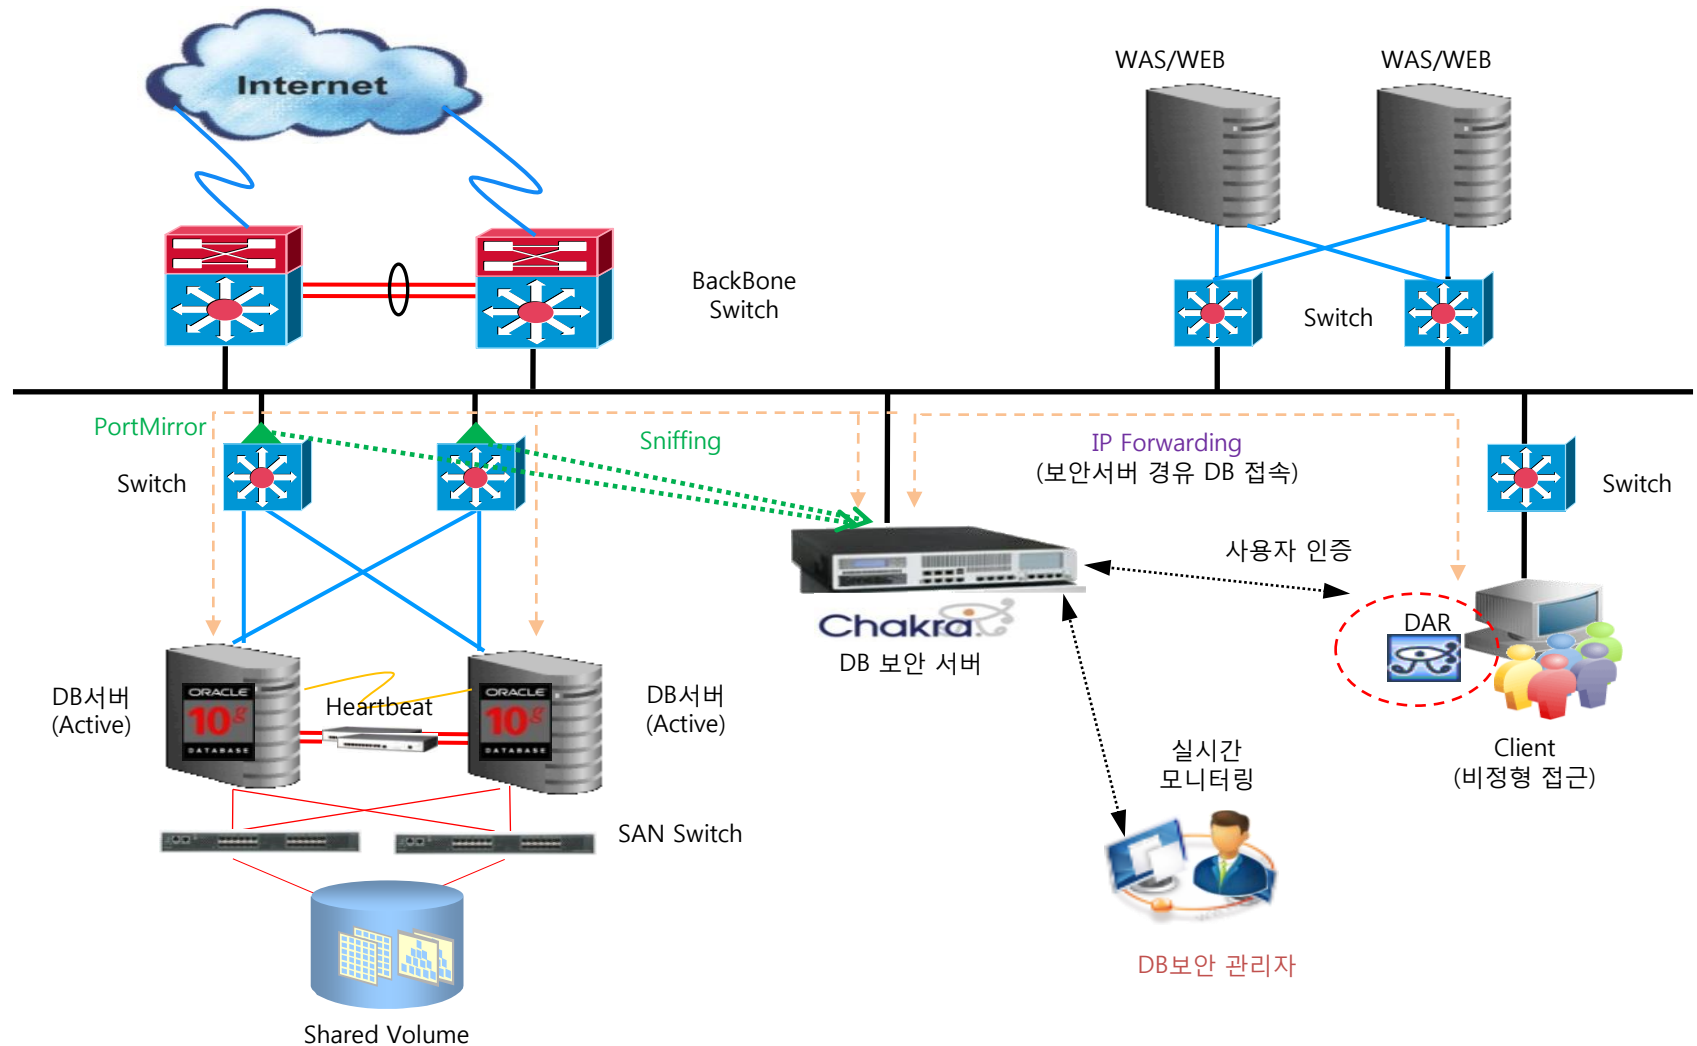 Internet
WAS/WEB
WAS/WEB
BackBone
Switch
Switch
PortMirror
Sniffing
IP Forwarding
(보안서버 경유 DB 접속)
Switch
Switch
사용자 인증
Chakra
DB 보안 서버
DAR
DB서버
(Active)
ORACLE
10g
DATABASE
Heartbeat
ORACLE
10g
DATABASE
DB서버
(Active)
실시간
모니터링
Client
(비정형 접근)
SAN Switch
DB보안 관리자
Shared Volume